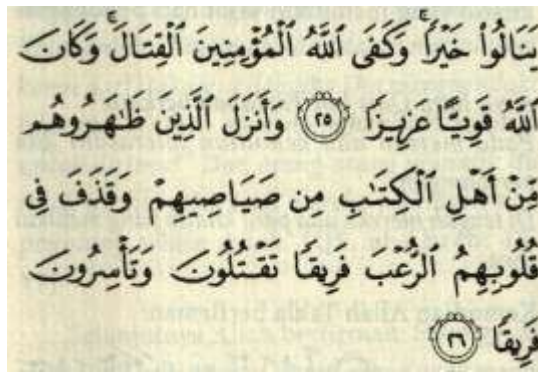 يَنَالُوا۟ خَيْرًا ۚ وَكَفَى ٱللَّهُ ٱلْمُؤْمِنِينَ ٱلْقِتَالَ ۚ وَكَانَ
ٱللَّهُ قَوِيًّا عَزِيزًا ﴿٢٥﴾ وَأَنزَلَ ٱلَّذِينَ ظَـٰهَرُوهُم
مِّنْ أَهْلِ ٱلْكِتَـٰبِ مِن صَيَاصِيهِمْ وَقَذَفَ فِى
قُلُوبِهِمُ ٱلرُّعْبَ فَرِيقًا تَقْتُلُونَ وَتَأْسِرُونَ
فَرِيقًا ﴿٢٦﴾